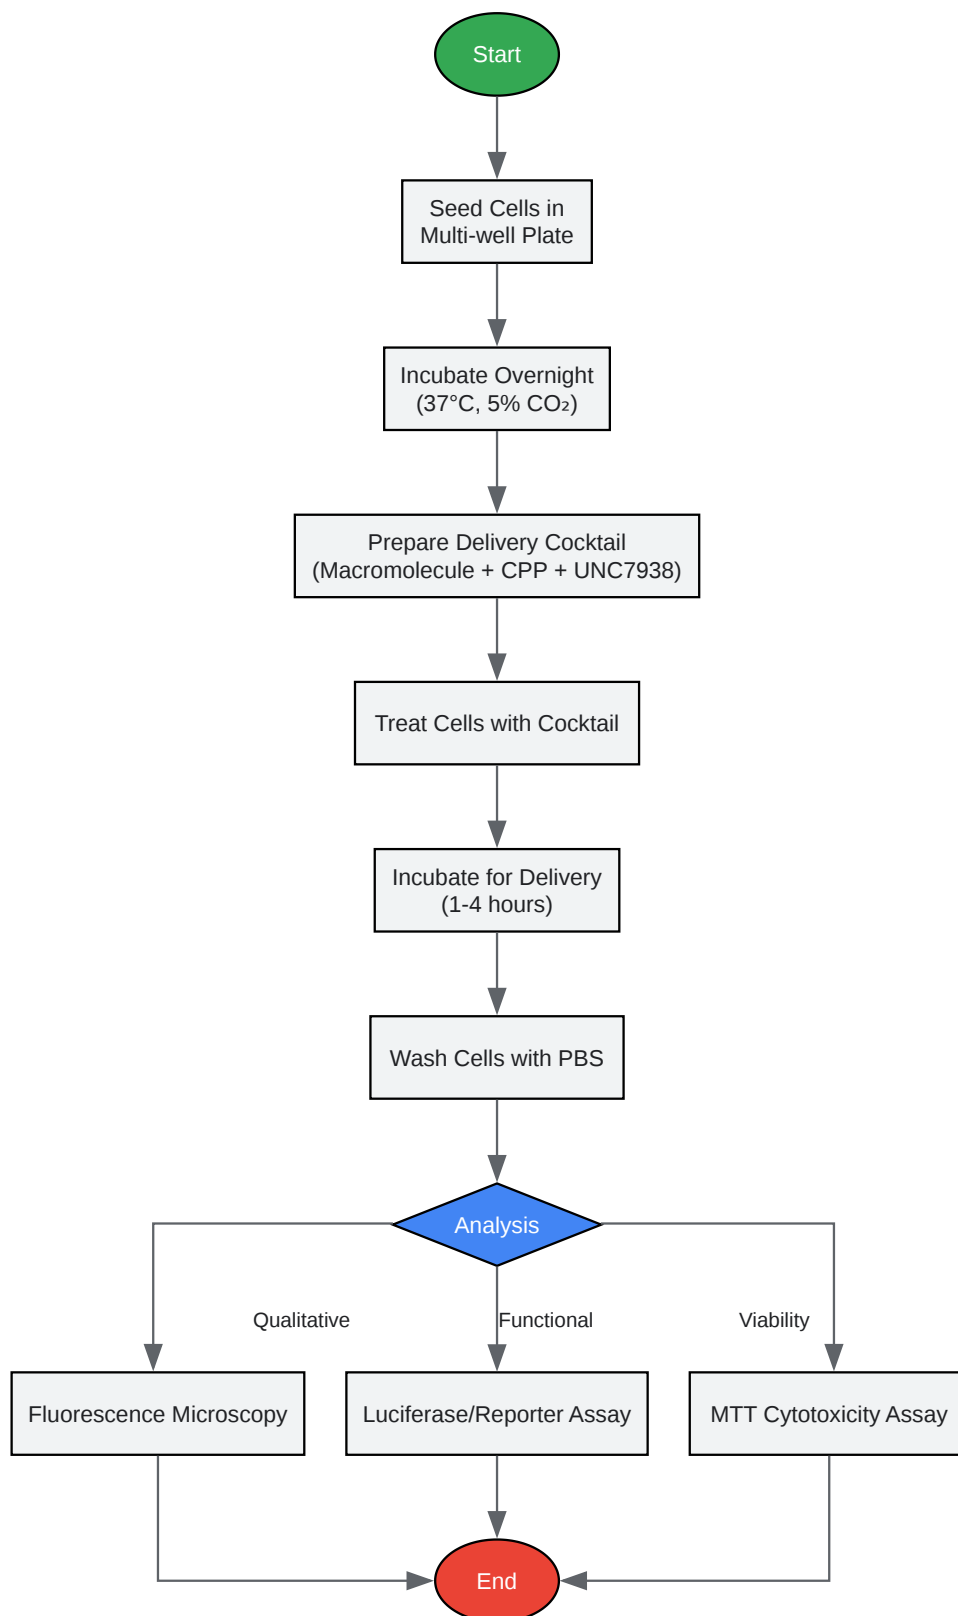 Start
Seed Cells in
Multi-well Plate
Incubate Overnight
(37°C, 5% CO₂)
Prepare Delivery Cocktail
(Macromolecule + CPP + UNC7938)
Treat Cells with Cocktail
Incubate for Delivery
(1-4 hours)
Wash Cells with PBS
Analysis
Qualitative
Functional
Viability
Fluorescence Microscopy
Luciferase/Reporter Assay
MTT Cytotoxicity Assay
End